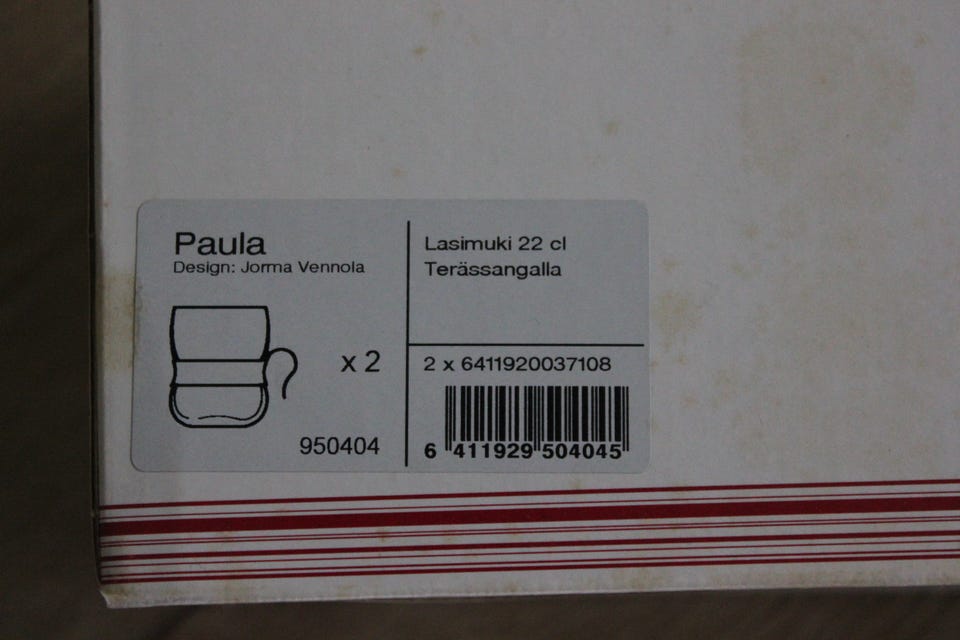 Paula
Design: Jorma Vennola
x 2
950404
Lasimuki 22 cl
Terässangalla
2 x 6411920037108
6 411929 504045